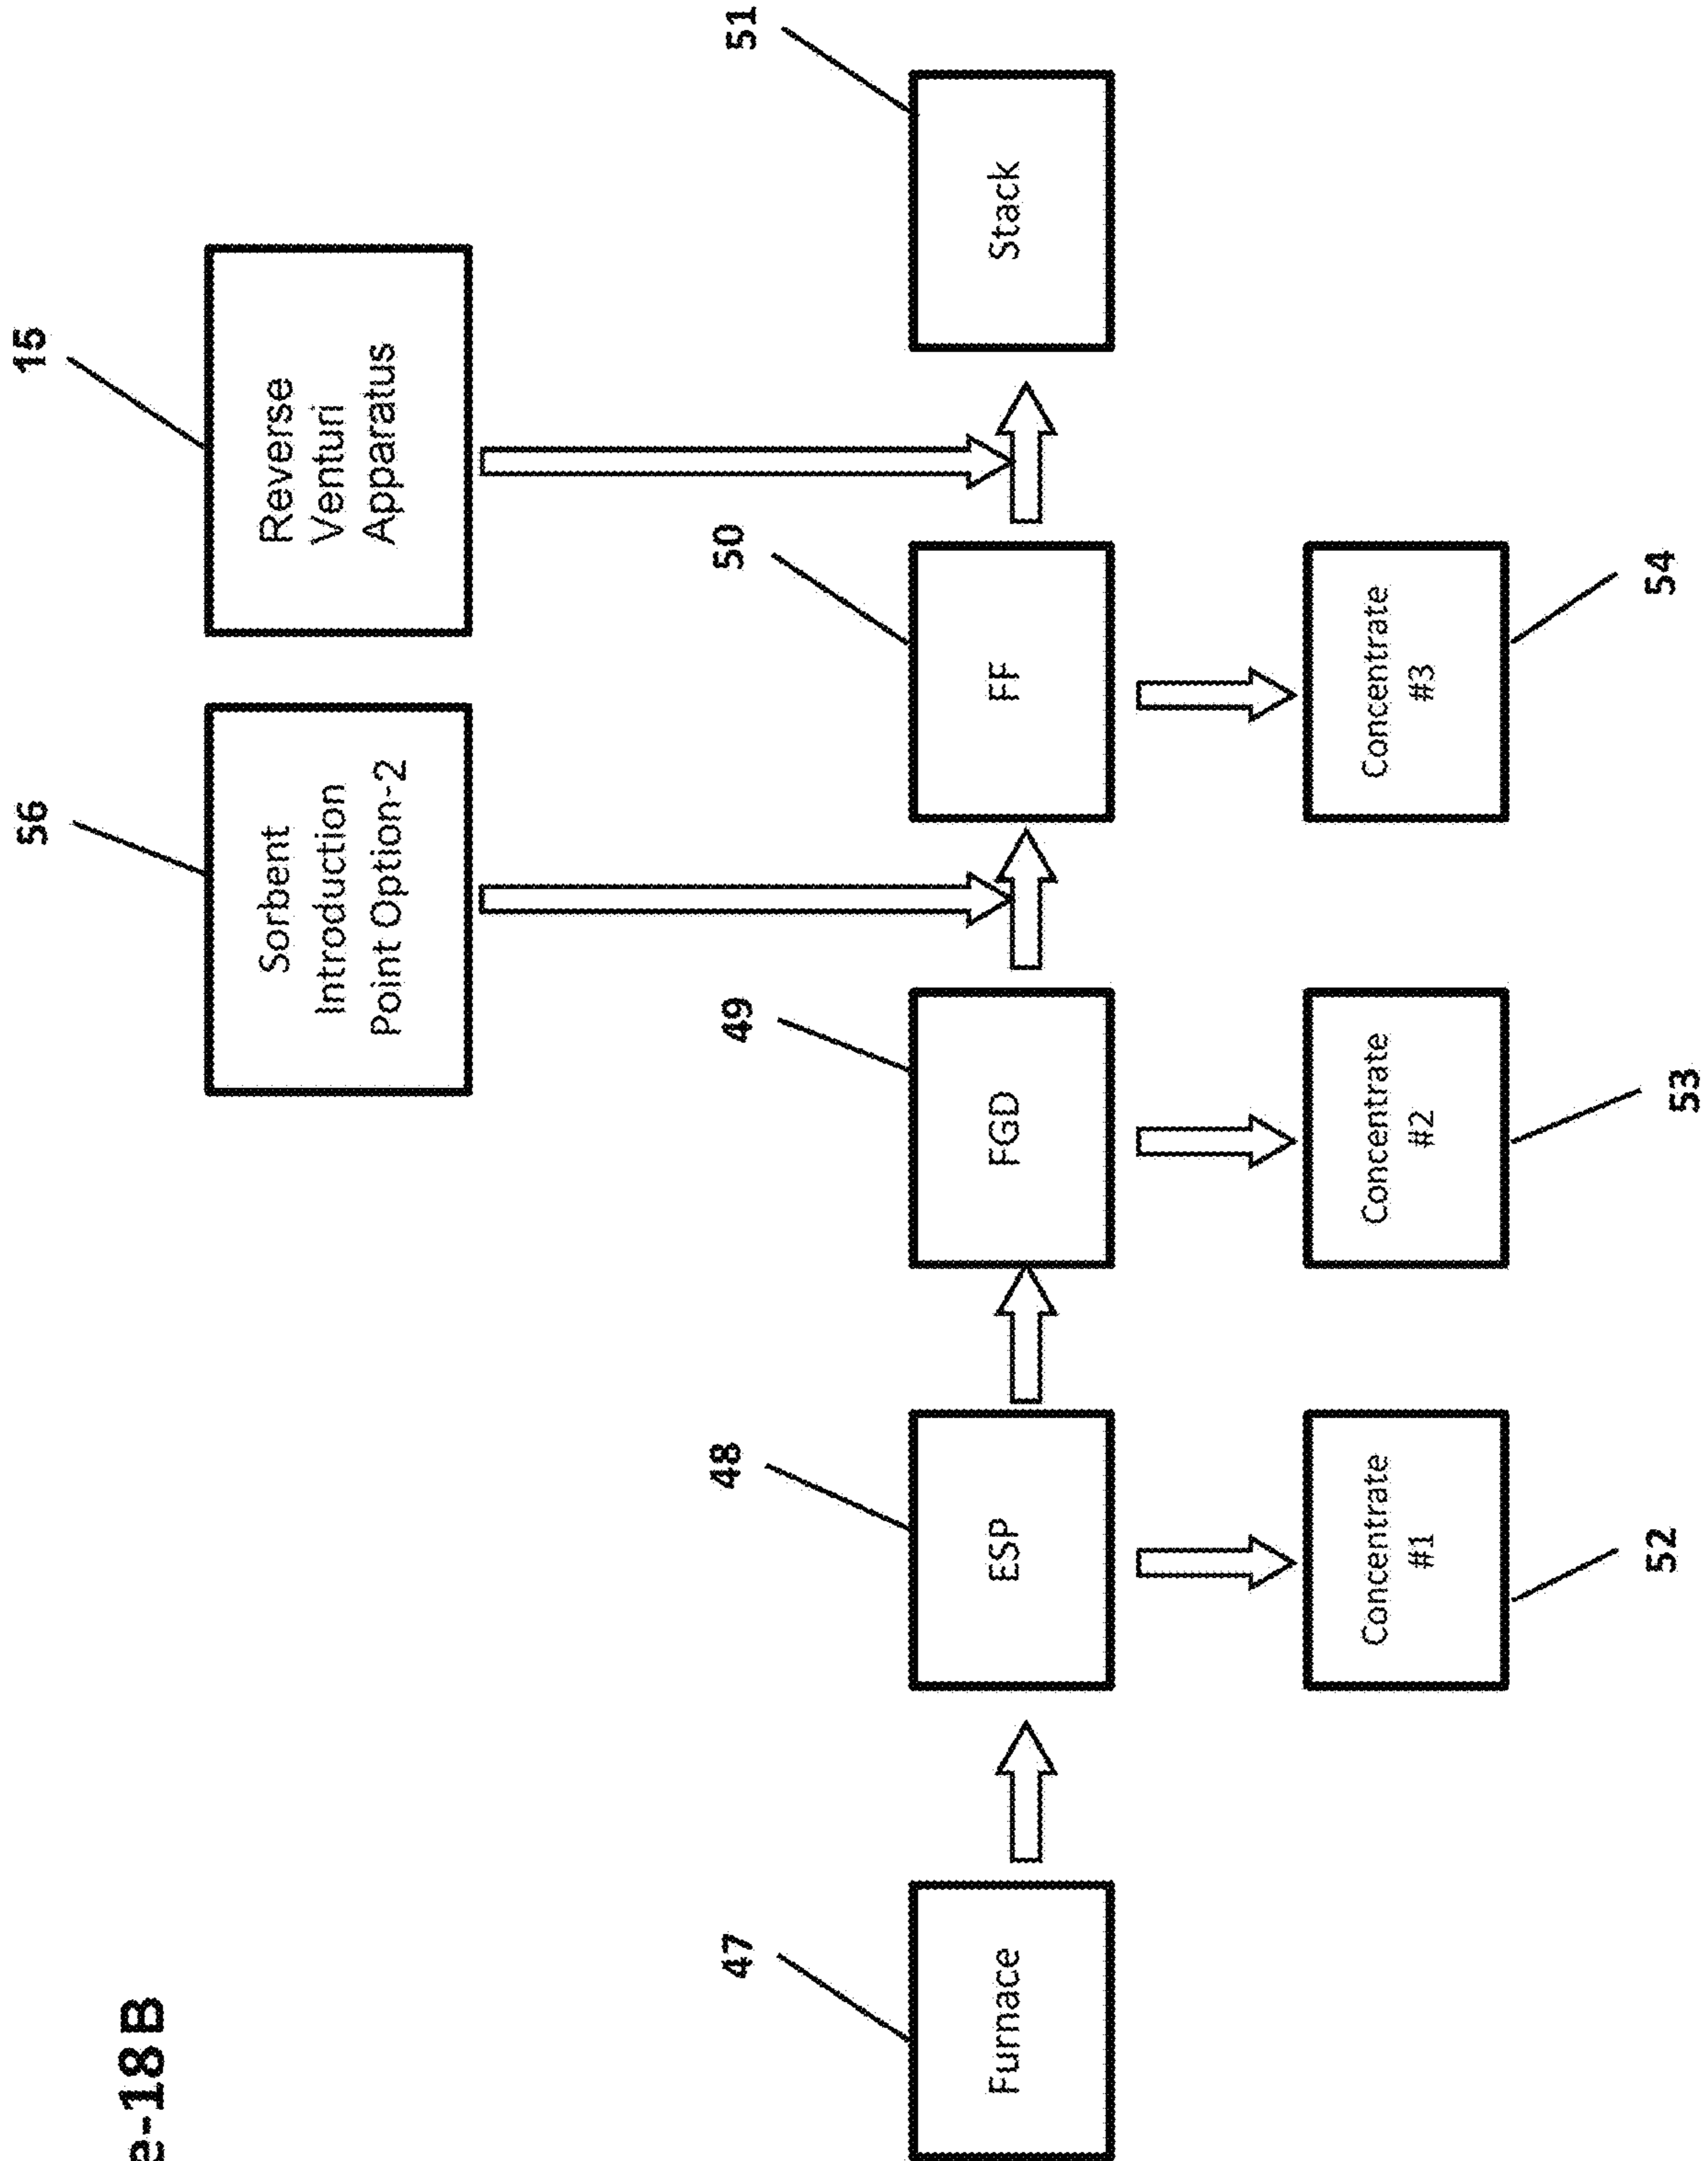 e-18 B
56
15
Sorbent
Introduction
Point Option-2
Reverse
Venturi
Apparatus
47
48
49
50
51
Furnace
ESP
FGD
FF
Stack
Concentrate
#1
Concentrate
#2
Concentrate
#3
52
53
54